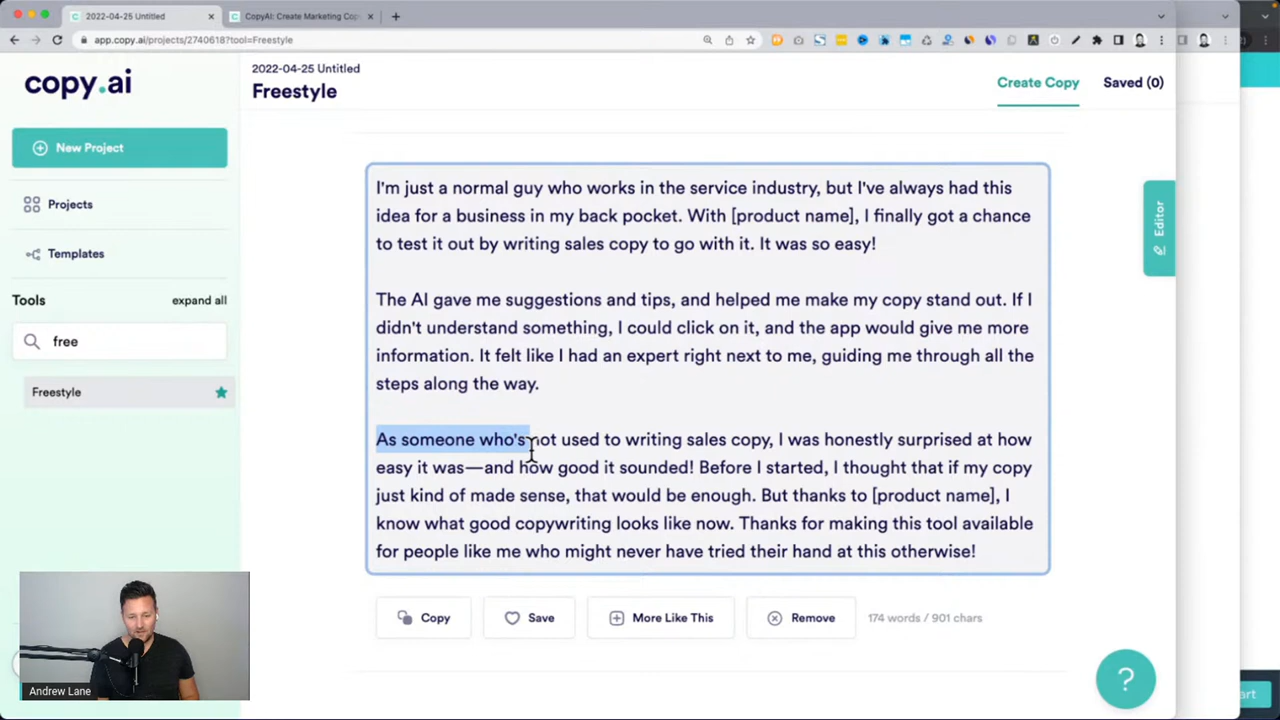 2022-04-25 Untitled
CopyAI: Create Marketing Cop
app.copy.ai/projects/2740618?tool=Freestyle
copy.ai
2022-04-25 Untitled
Freestyle
Create Copy
Saved (0)
New Project
Projects
Templates
Tools
expand all
free
Freestyle
I'm just a normal guy who works in the service industry, but I've always had this
idea for a business in my back pocket. With [product name], I finally got a chance
to test it out by writing sales copy to go with it. It was so easy!
The AI gave me suggestions and tips, and helped me make my copy stand out. If I
didn't understand something, I could click on it, and the app would give me more
information. It felt like I had an expert right next to me, guiding me through all the
steps along the way.
As someone who's not used to writing sales copy, I was honestly surprised at how
easy it was—and how good it sounded! Before I started, I thought that if my copy
just kind of made sense, that would be enough. But thanks to [product name], I
know what good copywriting looks like now. Thanks for making this tool available
for people like me who might never have tried their hand at this otherwise!
Editor
Copy
Save
More Like This
Remove
174 words / 901 chars
Andrew Lane
?
art